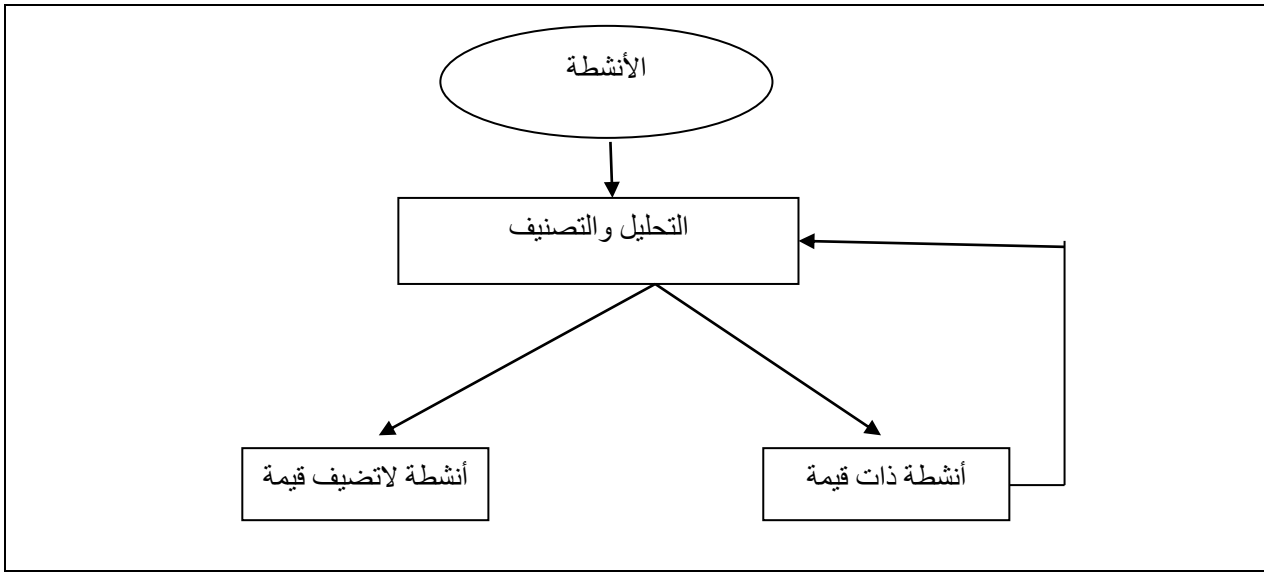 الأنشطة
التحليل والتصنيف
أنشطة ذات قيمة
أنشطة لاتضيف قيمة